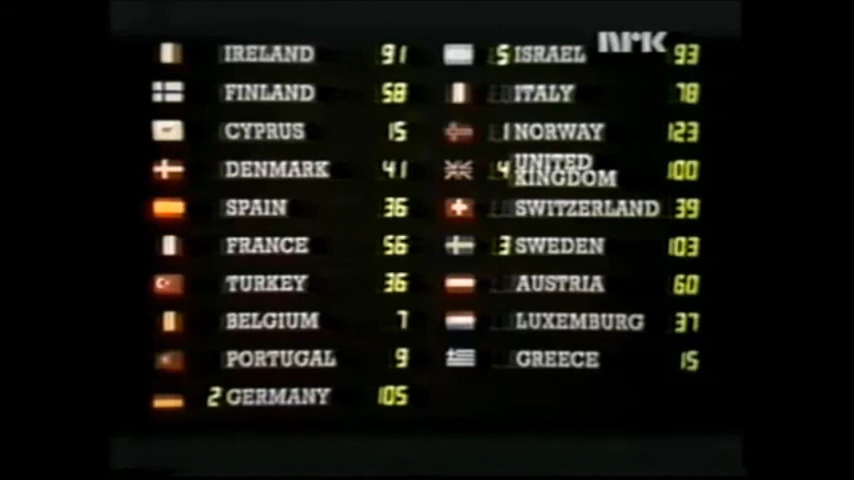 nrk
IRELAND 91
FINLAND 58
CYPRUS 15
DENMARK 41
SPAIN 36
FRANCE 56
TURKEY 36
BELGIUM 7
PORTUGAL 9
2 GERMANY 105
5 ISRAEL 93
ITALY 78
1 NORWAY 123
4 UNITED KINGDOM 100
SWITZERLAND 39
3 SWEDEN 103
AUSTRIA 60
LUXEMBURG 37
GREECE 15